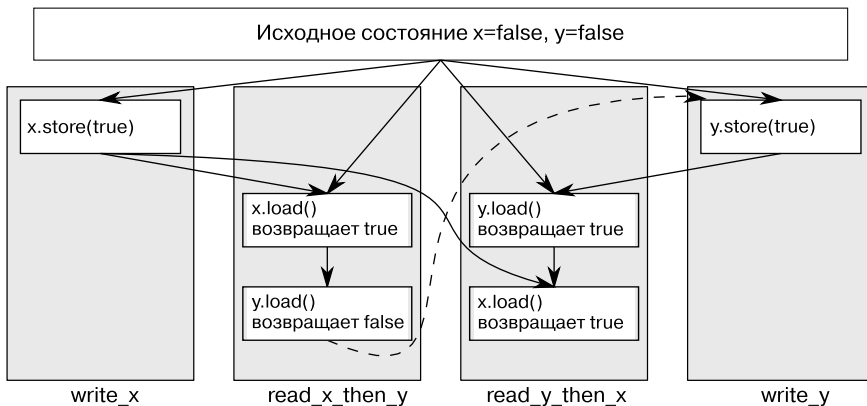 Исходное состояние x=false, y=false
x.store(true)
y.store(true)
x.load()
возвращает true
y.load()
возвращает true
y.load()
возвращает false
x.load()
возвращает true
write_x
read_x_then_y
read_y_then_x
write_y